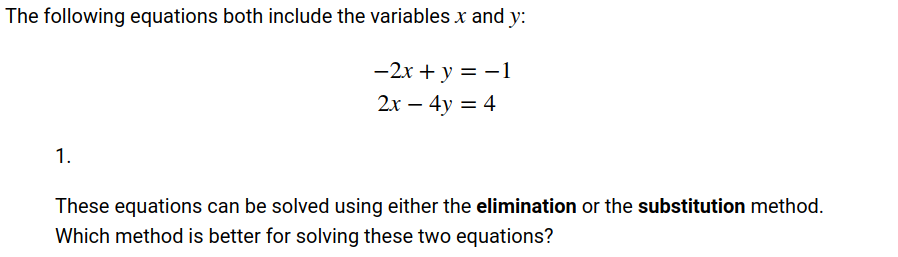 The following equations both include the variables x and y:
−2x + y = −1
2x − 4y = 4
1.
These equations can be solved using either the elimination or the substitution method.
Which method is better for solving these two equations?